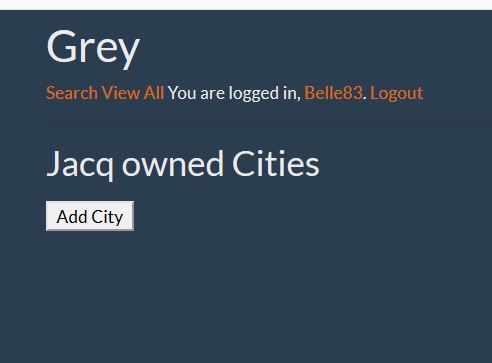 Grey
Search View All You are logged in, Belle83. Logout
Jacq owned Cities
Add City